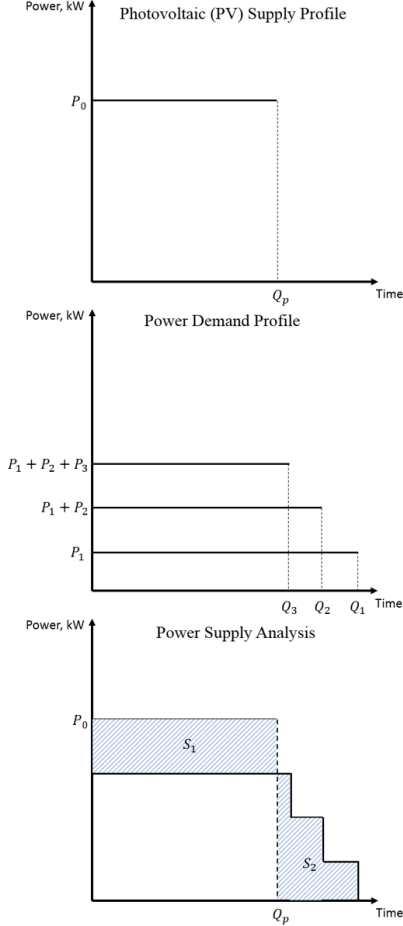 Power, kW
Photovoltaic (PV) Supply Profile
P₀
Qₚ
Time
Power, kW
Power Demand Profile
P₁ + P₂ + P₃
P₁ + P₂
P₁
Q₃ Q₂ Q₁ Time
Power, kW
Power Supply Analysis
P₀
S₁
S₂
Qₚ
Time